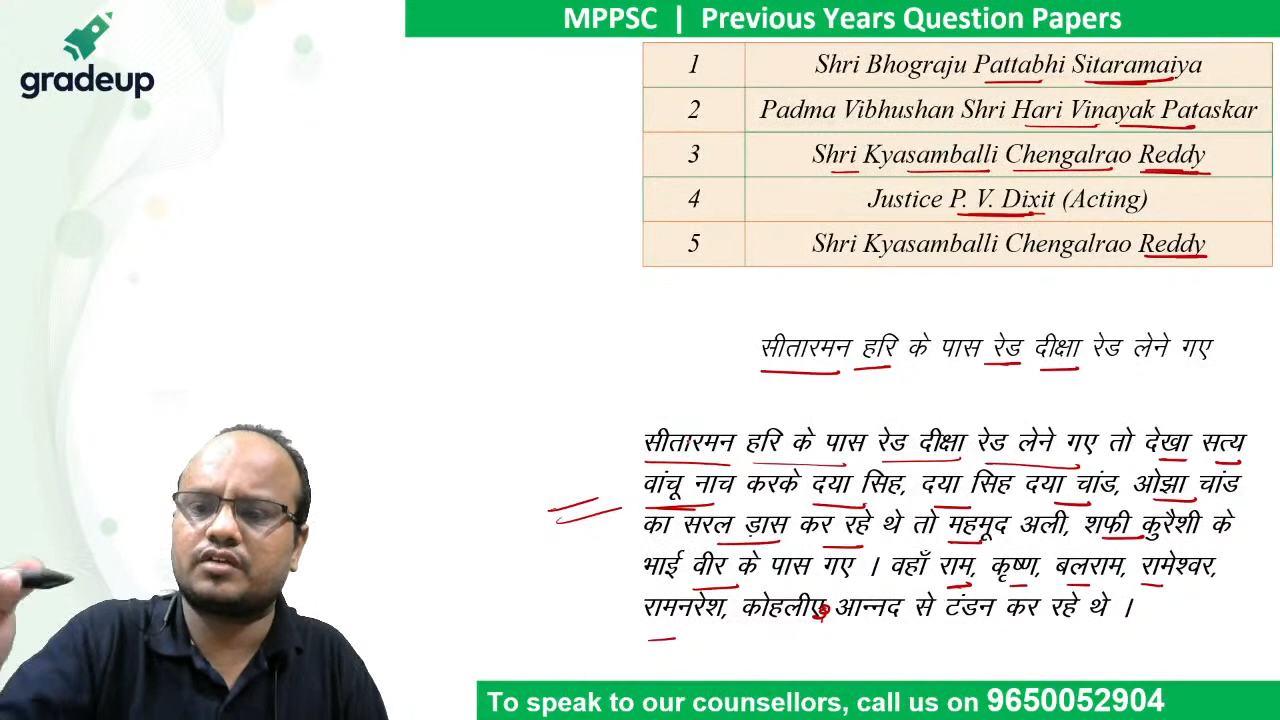 MPPSC | Previous Years Question Papers
gradeup
1 Shri Bhograju Pattabhi Sitaramaiya
2 Padma Vibhushan Shri Hari Vinayak Pataskar
3 Shri Kyasamballi Chengalrao Reddy
4 Justice P. V. Dixit (Acting)
5 Shri Kyasamballi Chengalrao Reddy
सीतारमन हरि के पास रेड दीक्षा रेड लेने गए
सीतारमन हरि के पास रेड दीक्षा रेड लेने गए तो देखा सत्य
वांचू नाच करके दया सिह, दया सिह दया चांड, ओझा चांड
का सरल ड़ास कर रहे थे तो महमूद अली, शफी कुरैशी के
भाई वीर के पास गए । वहाँ राम, कृष्ण, बलराम, रामेश्वर,
रामनरेश, कोहलीए आन्नद से टंडन कर रहे थे ।
To speak to our counsellors, call us on 9650052904